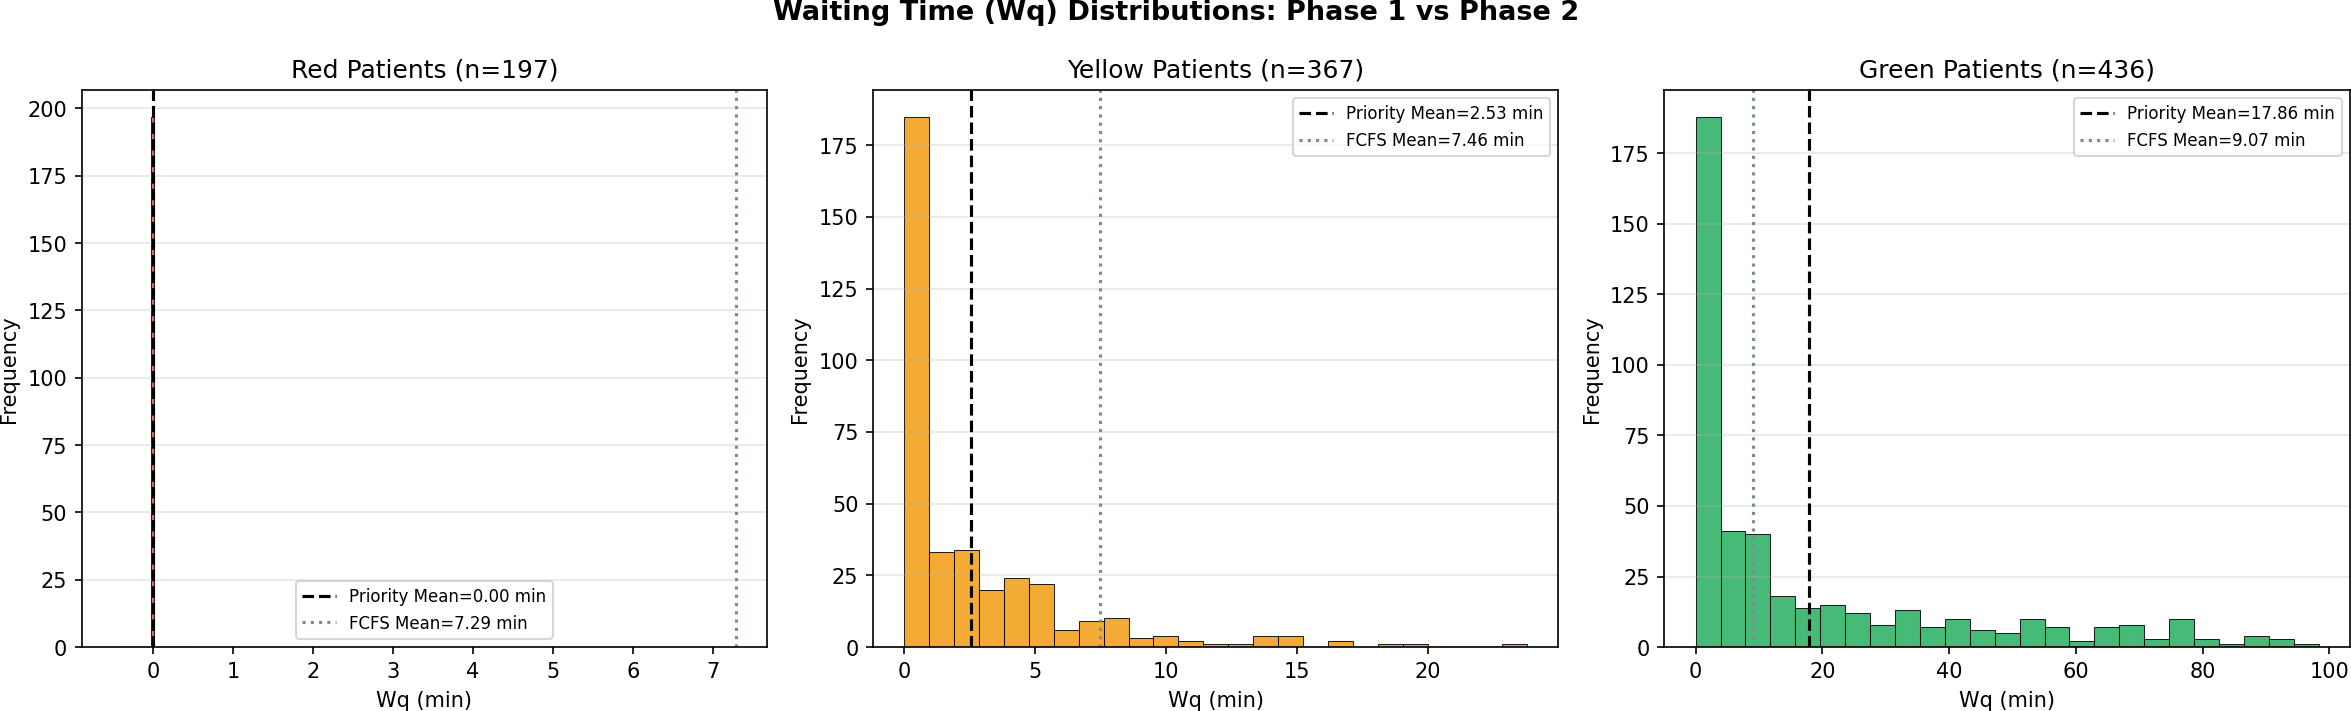 Waiting Time (Wq) Distributions: Phase 1 vs Phase 2
Red Patients (n=197)
Frequency
200
175
150
125
100
75
50
25
0
Priority Mean=0.00 min
FCFS Mean=7.29 min
0 1 2 3 4 5 6 7
Wq (min)
Yellow Patients (n=367)
Frequency
175
150
125
100
75
50
25
0
Priority Mean=2.53 min
FCFS Mean=7.46 min
0 5 10 15 20
Wq (min)
Green Patients (n=436)
Frequency
175
150
125
100
75
50
25
0
Priority Mean=17.86 min
FCFS Mean=9.07 min
0 20 40 60 80 100
Wq (min)